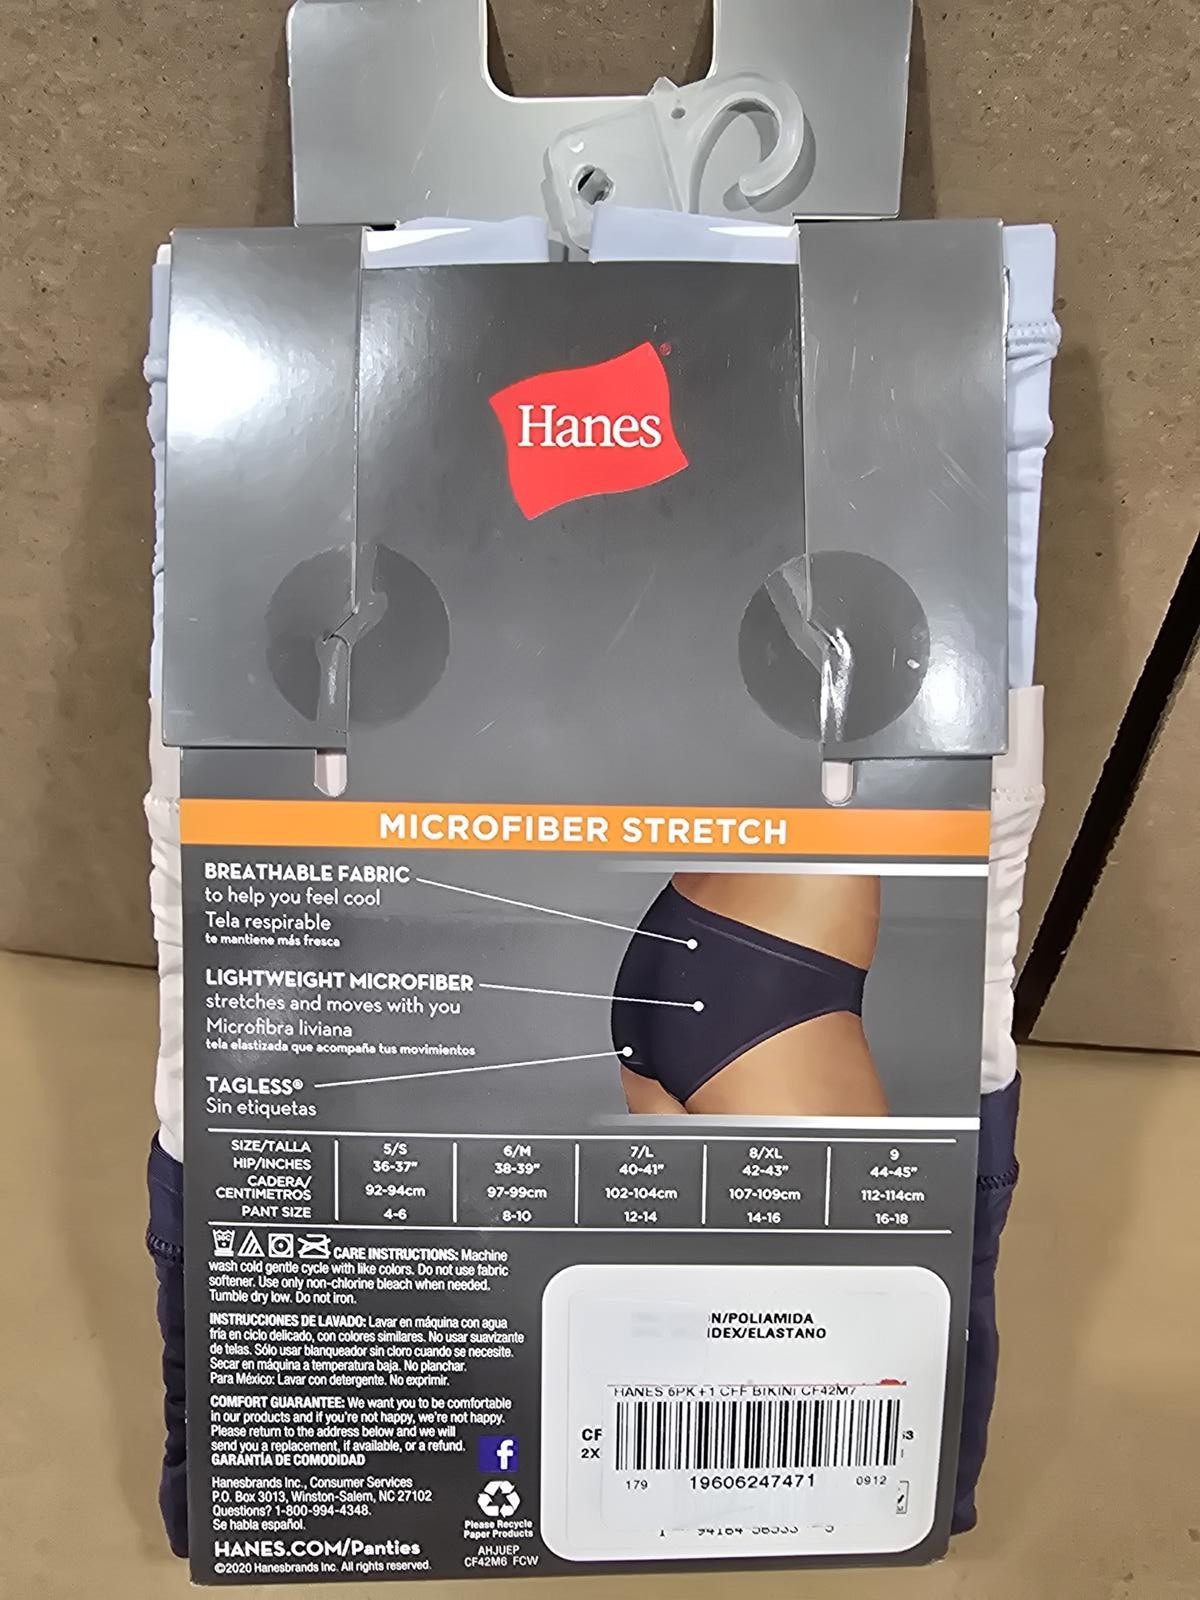 Hanes®
MICROFIBER STRETCH
BREATHABLE FABRIC
to help you feel cool
Tela respirable
te mantiene más fresca
LIGHTWEIGHT MICROFIBER
stretches and moves with you
Microfibra liviana
tela elastizada que acompaña tus movimientos
TAGLESS®
Sin etiquetas
SIZE/TALLA 5/S 6/M 7/L 8/XL 9
HIP/INCHES 36-37" 38-39" 40-41" 42-43" 44-45"
CADERA/
CENTIMETROS 92-94cm 97-99cm 102-104cm 107-109cm 112-114cm
PANT SIZE 4-6 8-10 12-14 14-16 16-18
CARE INSTRUCTIONS: Machine
wash cold gentle cycle with like colors. Do not use fabric
softener. Use only non-chlorine bleach when needed.
Tumble dry low. Do not iron.
INSTRUCCIONES DE LAVADO: Lavar en máquina con agua
fría en ciclo delicado, con colores similares. No usar suavizante
de telas. Sólo usar blanqueador sin cloro cuando se necesite.
Secar en máquina a temperatura baja. No planchar.
Para México: Lavar con detergente. No exprimir.
COMFORT GUARANTEE: We want you to be comfortable
in our products and if you're not happy, we're not happy.
Please return to the address below and we will
send you a replacement, if available, or a refund.
GARANTÍA DE COMODIDAD
Hanesbrands Inc., Consumer Services
P.O. Box 3013, Winston-Salem, NC 27102
Questions? 1-800-994-4348.
Se habla español.
HANES.COM/Panties
©2020 Hanesbrands Inc. All rights reserved.
f
Please Recycle
Paper Products
AHJUEP
CF42M6 FCW
N/POLIAMIDA
IDEX/ELASTANO
HANES 6PK +1 CFF BIKINI CF42M7
CF
2X
179 19606247471 0912